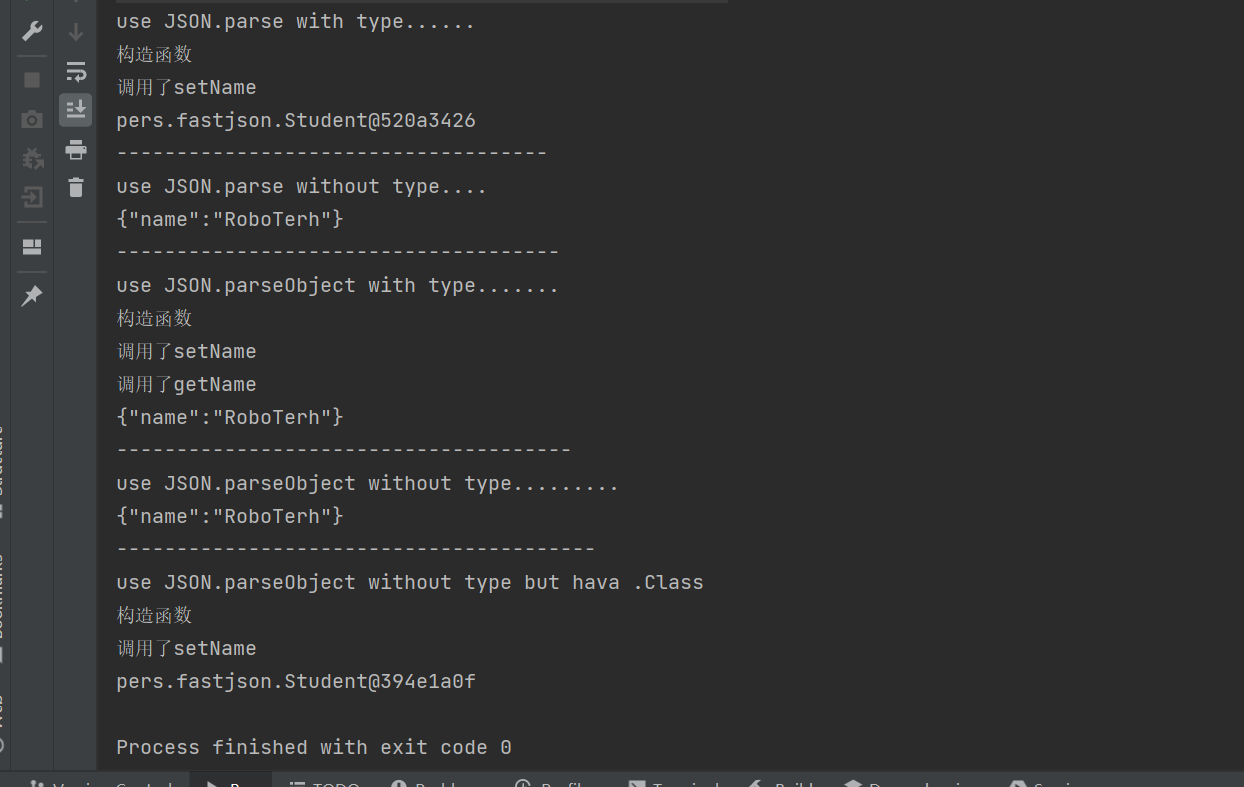 use JSON.parse with type......
构造函数
调用了setName
pers.fastjson.Student@520a3426
------------------------------------
use JSON.parse without type....
{"name":"RoboTerh"}
-------------------------------------
use JSON.parseObject with type.......
构造函数
调用了setName
调用了getName
{"name":"RoboTerh"}
--------------------------------------
use JSON.parseObject without type.........
{"name":"RoboTerh"}
----------------------------------------
use JSON.parseObject without type but hava .Class
构造函数
调用了setName
pers.fastjson.Student@394e1a0f
Process finished with exit code 0